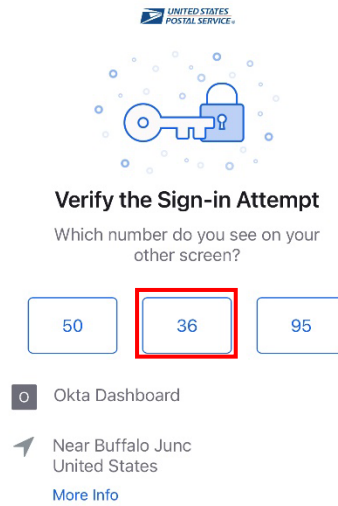 UNITED STATES
POSTAL SERVICE®
Verify the Sign-in Attempt
Which number do you see on your
other screen?
50 36 95
O Okta Dashboard
Near Buffalo Junc
United States
More Info